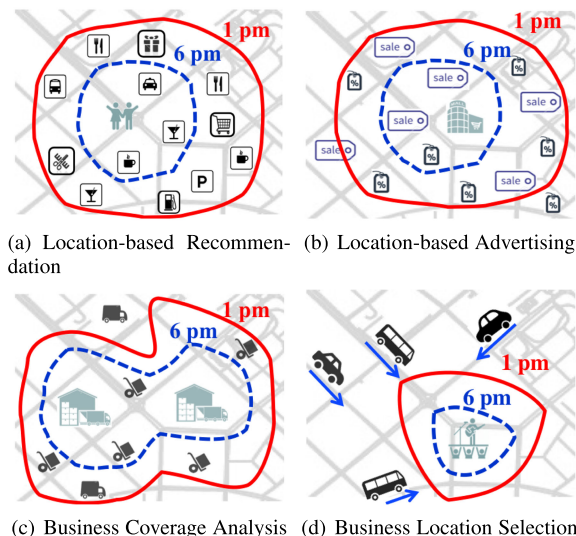 1 pm
6 pm
P
(a) Location-based Recommen-
dation
1 pm
6 pm
sale
%
sale
%
sale
%
sale
%
sale
%
%
(b) Location-based Advertising
1 pm
6 pm
(c) Business Coverage Analysis
1 pm
6 pm
(d) Business Location Selection